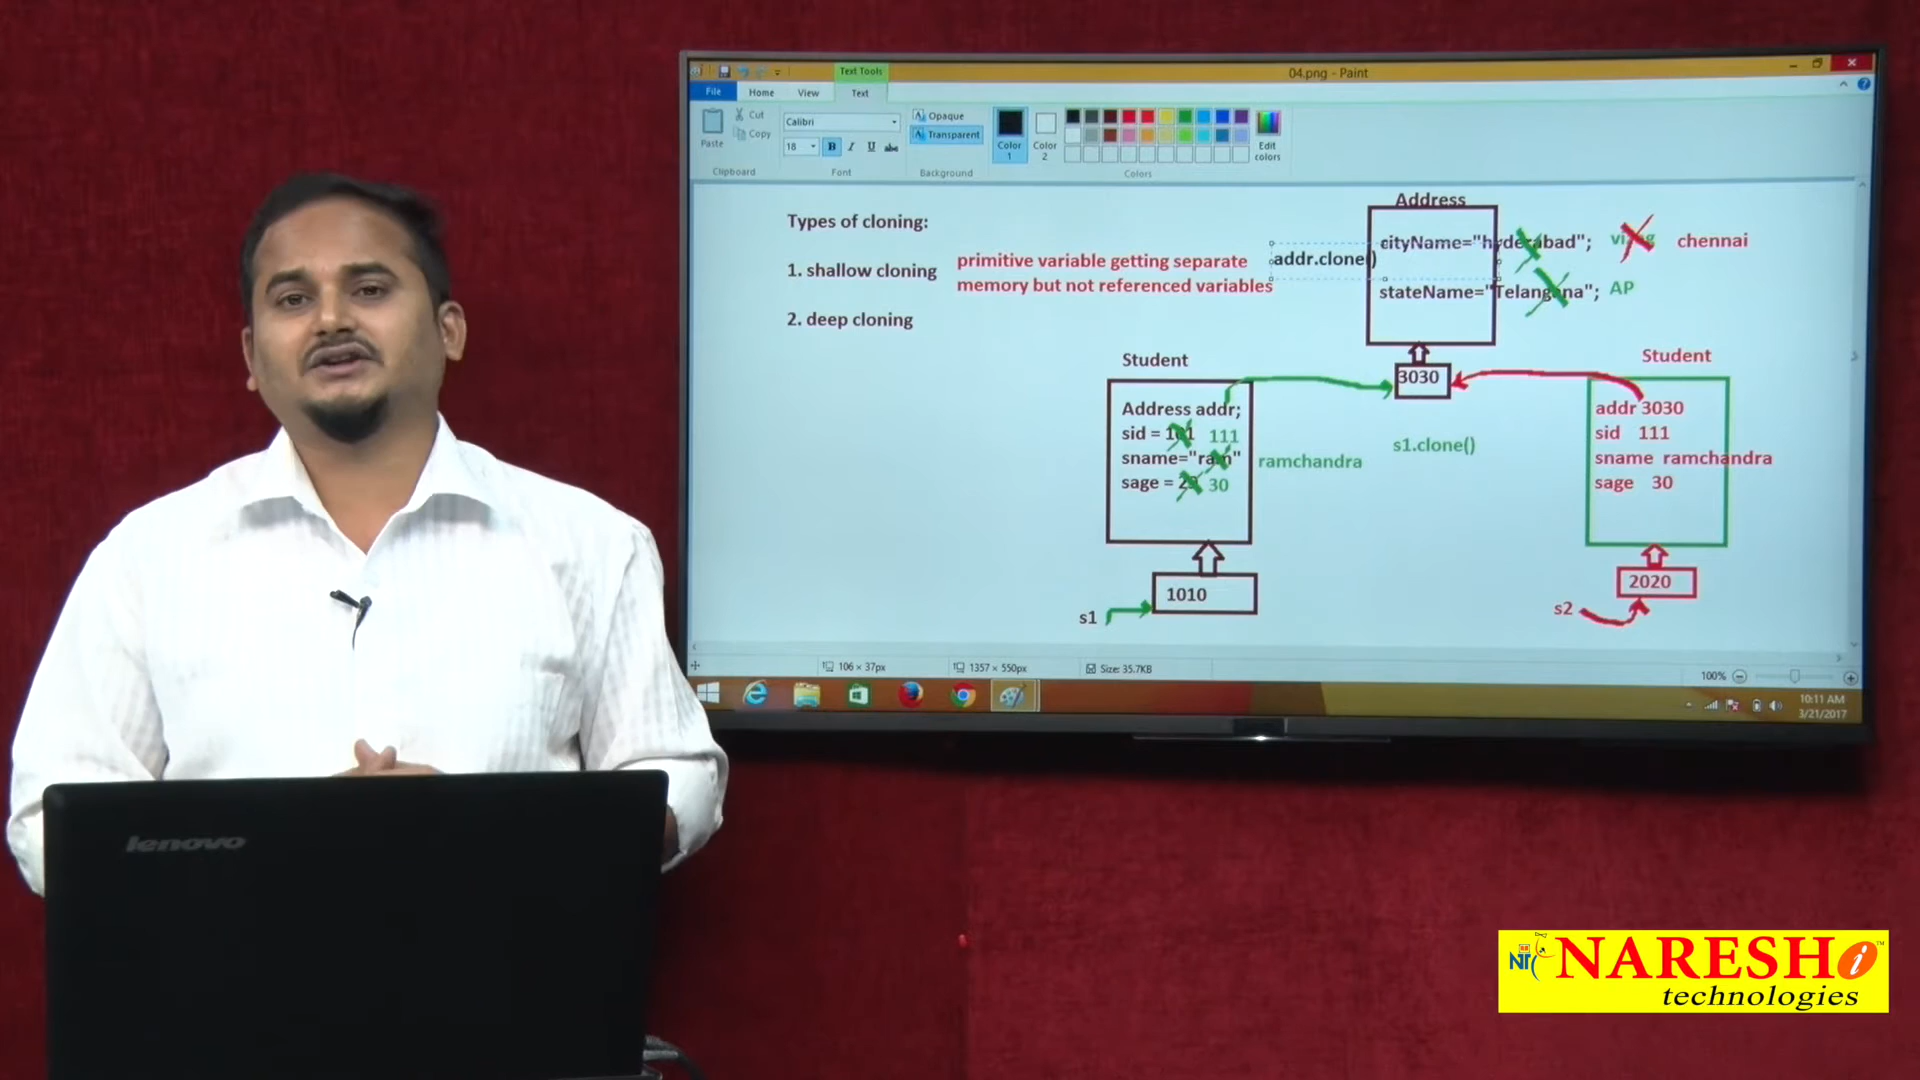 Text Tools
04.png - Paint
File Home View Text
Paste
Cut
Copy
Clipboard
Calibri
18 B I U abc
Font
Opaque
Transparent
Background
Color 1
Color 2
Edit colors
Colors
Types of cloning:
1. shallow cloning
primitive variable getting separate
memory but not referenced variables
2. deep cloning
addr.clone()
Address
cityName="hyderabad"; chennai
stateName="Telangana"; AP
3030
Student
Address addr;
sid = 101 111
sname="ram" ramchandra
sage = 30
1010
s1
s1.clone()
Student
addr 3030
sid 111
sname ramchandra
sage 30
2020
s2
106 × 37px
1357 × 550px
Size: 35.7KB
100%
10:11 AM
3/21/2017
lenovo
NT
NARESH i
technologies